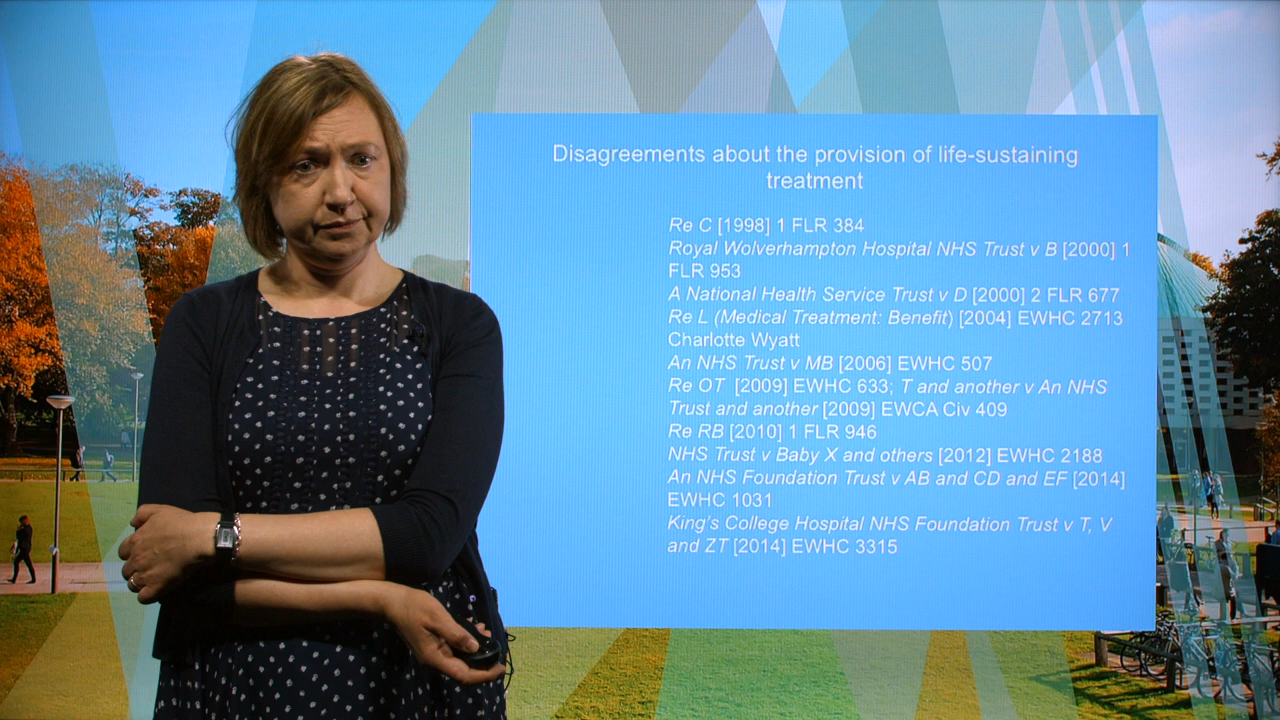 Disagreements about the provision of life-sustaining
treatment
Re C [1998] 1 FLR 384
Royal Wolverhampton Hospital NHS Trust v B [2000] 1
FLR 953
A National Health Service Trust v D [2000] 2 FLR 677
Re L (Medical Treatment: Benefit) [2004] EWHC 2713
Charlotte Wyatt
An NHS Trust v MB [2006] EWHC 507
Re OT [2009] EWHC 633; T and another v An NHS
Trust and another [2009] EWCA Civ 409
Re RB [2010] 1 FLR 946
NHS Trust v Baby X and others [2012] EWHC 2188
An NHS Foundation Trust v AB and CD and EF [2014]
EWHC 1031
King's College Hospital NHS Foundation Trust v T, V
and ZT [2014] EWHC 3315